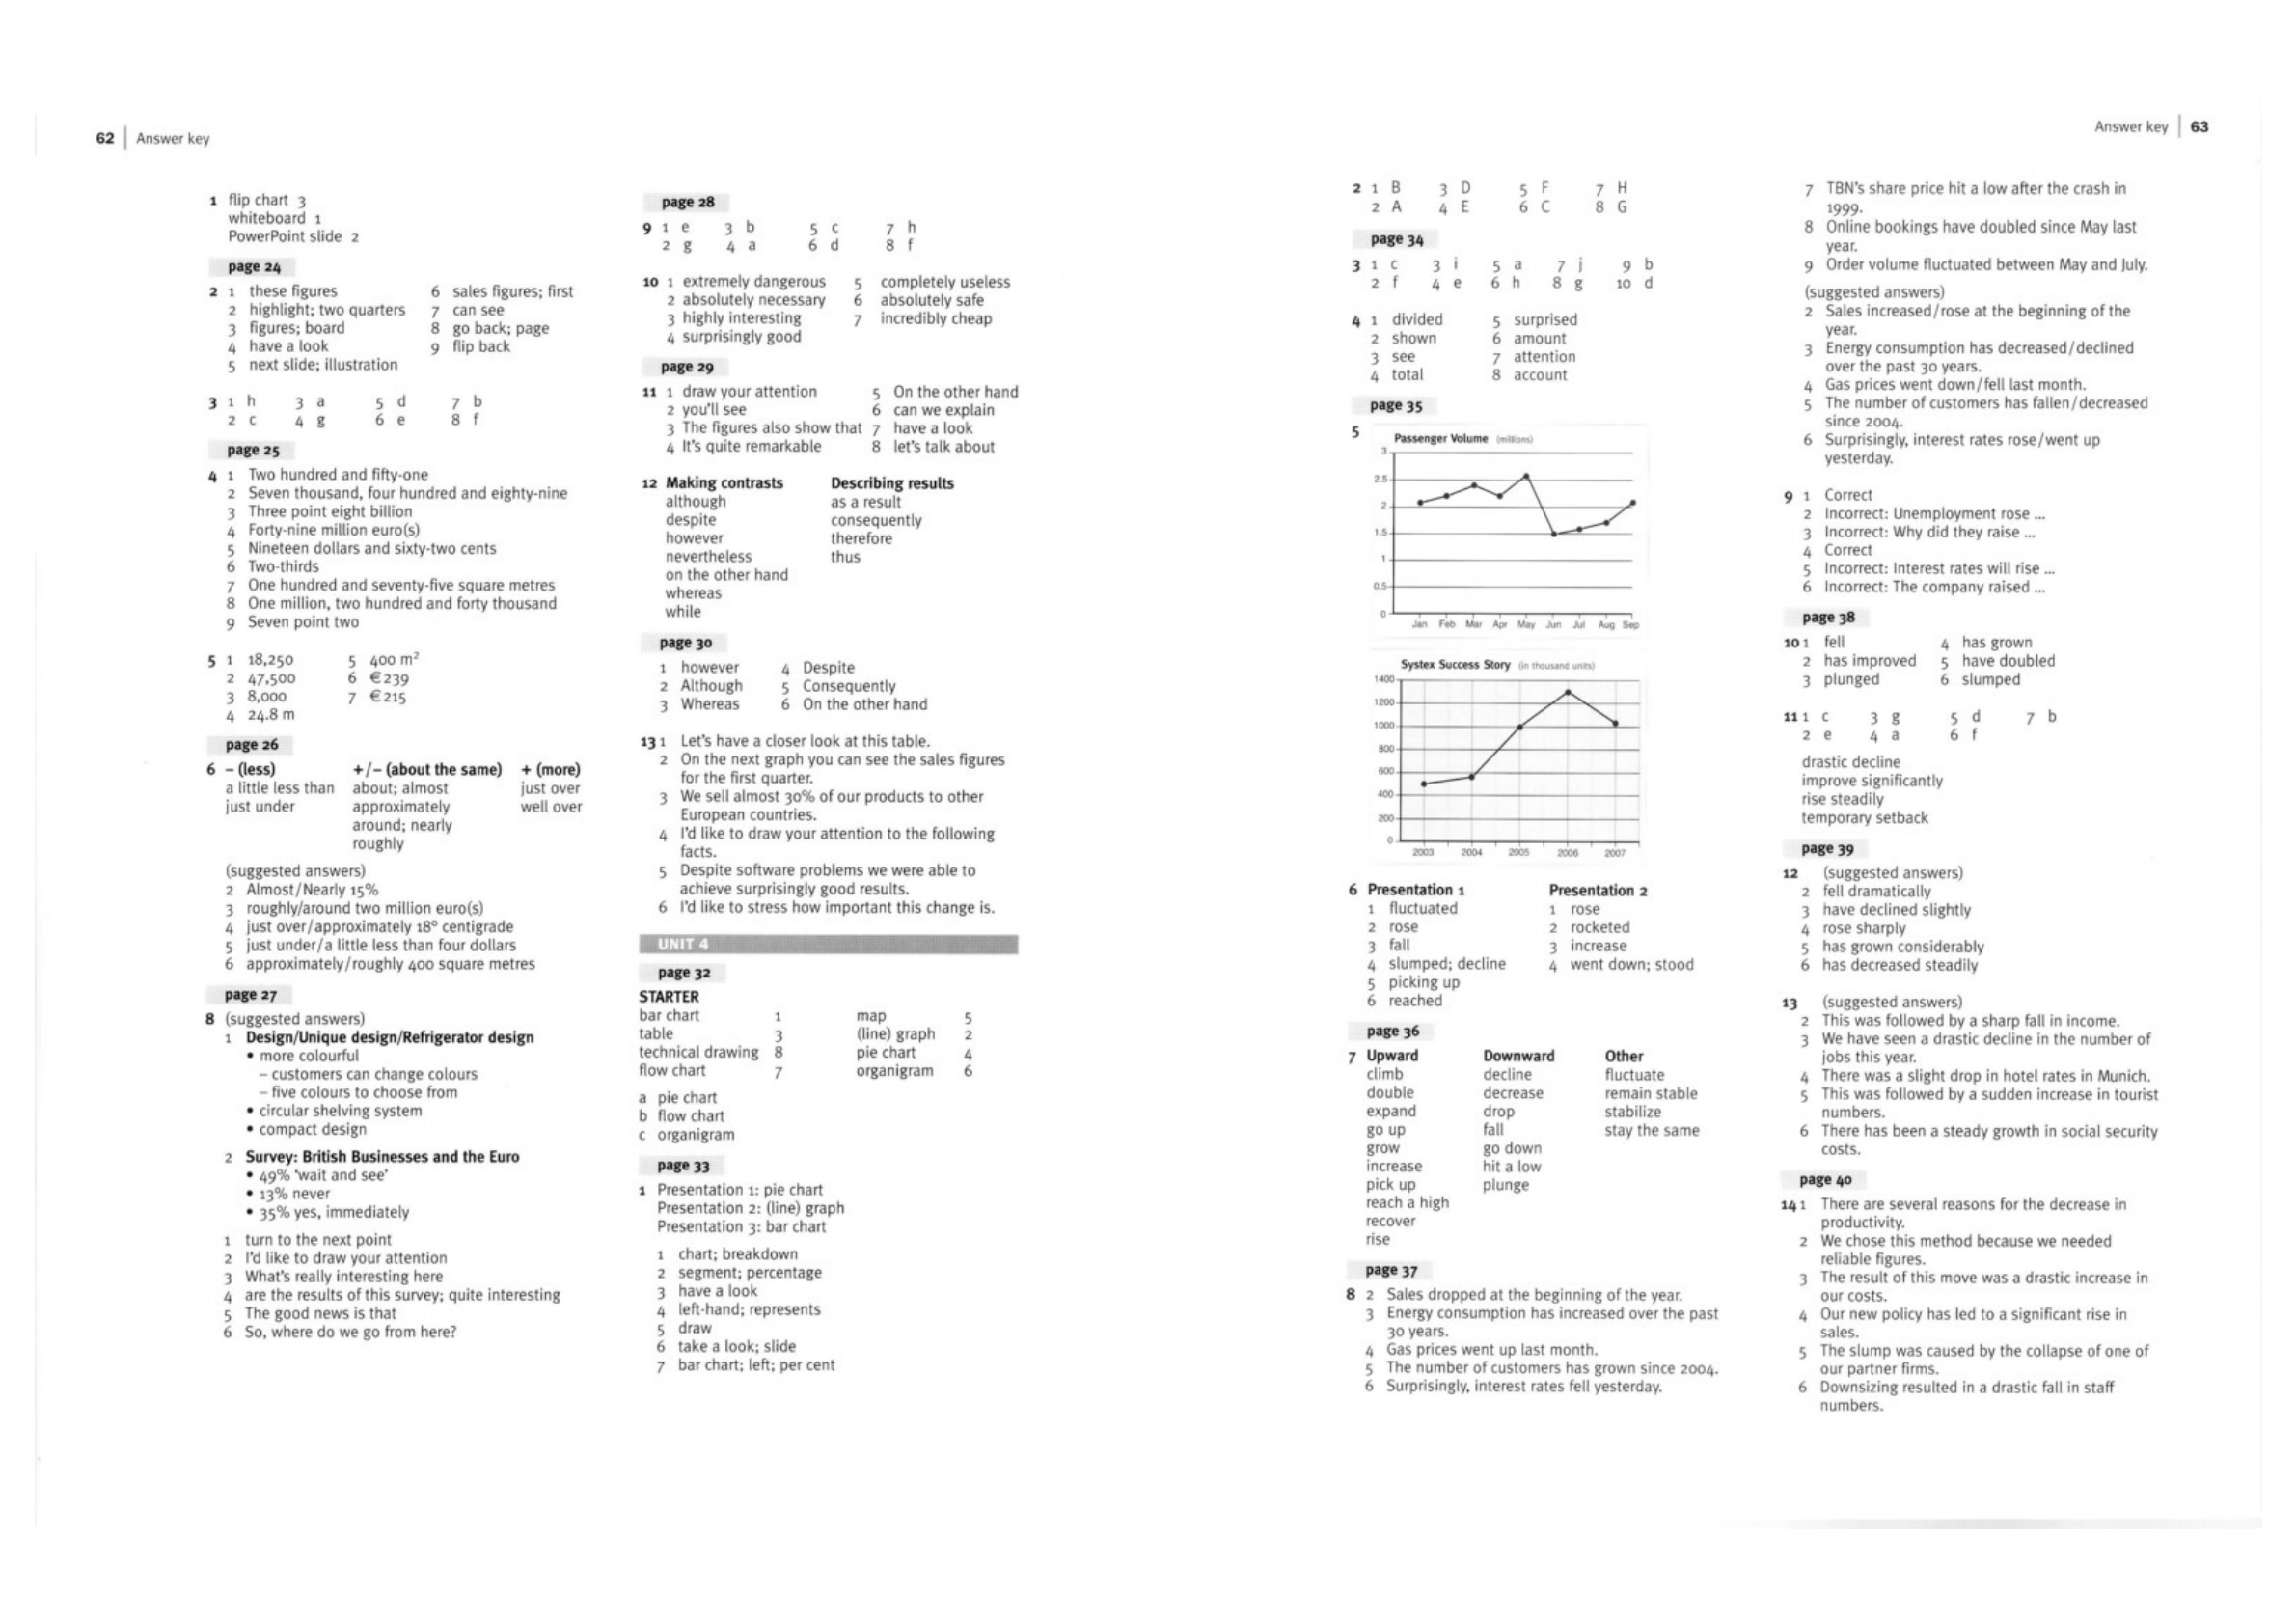 62 | Answer key
1 flip chart 3
whiteboard 1
PowerPoint slide 2
page 24
2 1 these figures 6 sales figures; first
2 highlight; two quarters 7 can see
3 figures; board 8 go back; page
4 have a look 9 flip back
5 next slide; illustration
3 1 h 3 a 5 d 7 b
2 c 4 g 6 e 8 f
page 25
4 1 Two hundred and fifty-one
2 Seven thousand, four hundred and eighty-nine
3 Three point eight billion
4 Forty-nine million euro(s)
5 Nineteen dollars and sixty-two cents
6 Two-thirds
7 One hundred and seventy-five square metres
8 One million, two hundred and forty thousand
9 Seven point two
5 1 18,250 5 400 m²
2 47,500 6 €239
3 8,000 7 €215
4 24.8 m
page 26
6 – (less) +/– (about the same) + (more)
a little less than about; almost just over
just under approximately well over
around; nearly
roughly
(suggested answers)
2 Almost/Nearly 15%
3 roughly/around two million euro(s)
4 just over/approximately 18° centigrade
5 just under/a little less than four dollars
6 approximately/roughly 400 square metres
page 27
8 (suggested answers)
1 Design/Unique design/Refrigerator design
• more colourful
– customers can change colours
– five colours to choose from
• circular shelving system
• compact design
2 Survey: British Businesses and the Euro
• 49% 'wait and see'
• 13% never
• 35% yes, immediately
1 turn to the next point
2 I'd like to draw your attention
3 What's really interesting here
4 are the results of this survey; quite interesting
5 The good news is that
6 So, where do we go from here?
page 28
9 1 e 3 b 5 c 7 h
2 g 4 a 6 d 8 f
10 1 extremely dangerous 5 completely useless
2 absolutely necessary 6 absolutely safe
3 highly interesting 7 incredibly cheap
4 surprisingly good
page 29
11 1 draw your attention 5 On the other hand
2 you'll see 6 can we explain
3 The figures also show that 7 have a look
4 It's quite remarkable 8 let's talk about
12 Making contrasts Describing results
although as a result
despite consequently
however therefore
nevertheless thus
on the other hand
whereas
while
page 30
1 however 4 Despite
2 Although 5 Consequently
3 Whereas 6 On the other hand
13 1 Let's have a closer look at this table.
2 On the next graph you can see the sales figures
for the first quarter.
3 We sell almost 30% of our products to other
European countries.
4 I'd like to draw your attention to the following
facts.
5 Despite software problems we were able to
achieve surprisingly good results.
6 I'd like to stress how important this change is.
UNIT 4
page 32
STARTER
bar chart 1 map 5
table 3 (line) graph 2
technical drawing 8 pie chart 4
flow chart 7 organigram 6
a pie chart
b flow chart
c organigram
page 33
1 Presentation 1: pie chart
Presentation 2: (line) graph
Presentation 3: bar chart
1 chart; breakdown
2 segment; percentage
3 have a look
4 left-hand; represents
5 draw
6 take a look; slide
7 bar chart; left; per cent
Answer key | 63
2 1 B 3 D 5 F 7 H
2 A 4 E 6 C 8 G
page 34
3 1 c 3 i 5 a 7 j 9 b
2 f 4 e 6 h 8 g 10 d
4 1 divided 5 surprised
2 shown 6 amount
3 see 7 attention
4 total 8 account
page 35
5
Passenger Volume (millions)
3
2.5
2
1.5
1
0.5
0
Jan Feb Mar Apr May Jun Jul Aug Sep
Systex Success Story (in thousand units)
1400
1200
1000
800
600
400
200
0
2003 2004 2005 2006 2007
6 Presentation 1 Presentation 2
1 fluctuated 1 rose
2 rose 2 rocketed
3 fall 3 increase
4 slumped; decline 4 went down; stood
5 picking up
6 reached
page 36
7 Upward Downward Other
climb decline fluctuate
double decrease remain stable
expand drop stabilize
go up fall stay the same
grow go down
increase hit a low
pick up plunge
reach a high
recover
rise
page 37
8 2 Sales dropped at the beginning of the year.
3 Energy consumption has increased over the past
30 years.
4 Gas prices went up last month.
5 The number of customers has grown since 2004.
6 Surprisingly, interest rates fell yesterday.
7 TBN's share price hit a low after the crash in
1999.
8 Online bookings have doubled since May last
year.
9 Order volume fluctuated between May and July.
(suggested answers)
2 Sales increased/rose at the beginning of the
year.
3 Energy consumption has decreased/declined
over the past 30 years.
4 Gas prices went down/fell last month.
5 The number of customers has fallen/decreased
since 2004.
6 Surprisingly, interest rates rose/went up
yesterday.
9 1 Correct
2 Incorrect: Unemployment rose ...
3 Incorrect: Why did they raise ...
4 Correct
5 Incorrect: Interest rates will rise ...
6 Incorrect: The company raised ...
page 38
10 1 fell 4 has grown
2 has improved 5 have doubled
3 plunged 6 slumped
11 1 c 3 g 5 d 7 b
2 e 4 a 6 f
drastic decline
improve significantly
rise steadily
temporary setback
page 39
12 (suggested answers)
2 fell dramatically
3 have declined slightly
4 rose sharply
5 has grown considerably
6 has decreased steadily
13 (suggested answers)
2 This was followed by a sharp fall in income.
3 We have seen a drastic decline in the number of
jobs this year.
4 There was a slight drop in hotel rates in Munich.
5 This was followed by a sudden increase in tourist
numbers.
6 There has been a steady growth in social security
costs.
page 40
14 1 There are several reasons for the decrease in
productivity.
2 We chose this method because we needed
reliable figures.
3 The result of this move was a drastic increase in
our costs.
4 Our new policy has led to a significant rise in
sales.
5 The slump was caused by the collapse of one of
our partner firms.
6 Downsizing resulted in a drastic fall in staff
numbers.